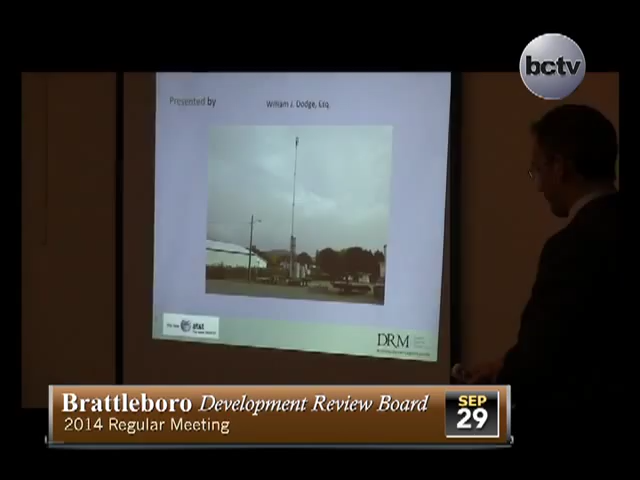 bctv
Presented by William J. Dodge, Esq.
at&t
DRM
Brattleboro Development Review Board
2014 Regular Meeting
SEP
29